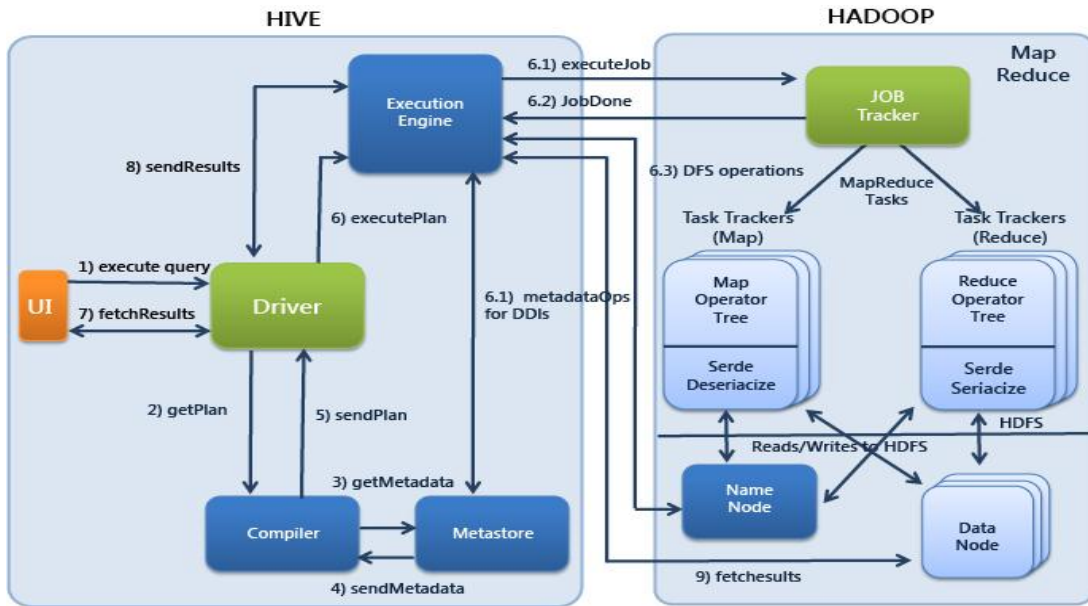 HIVE
HADOOP
Map
Reduce
Execution
Engine
6.1) executeJob
6.2) JobDone
JOB
Tracker
8) sendResults
6.3) DFS operations
MapReduce
Tasks
6) executePlan
Task Trackers
(Map)
Task Trackers
(Reduce)
1) execute query
UI
7) fetchResults
Driver
6.1) metadataOps
for DDIs
Map
Operator
Tree
Serde
Deseriacize
Reduce
Operator
Tree
Serde
Seriacize
2) getPlan
5) sendPlan
HDFS
Reads/Writes to HDFS
3) getMetadata
Compiler
Metastore
4) sendMetadata
Name
Node
Data
Node
9) fetchesults